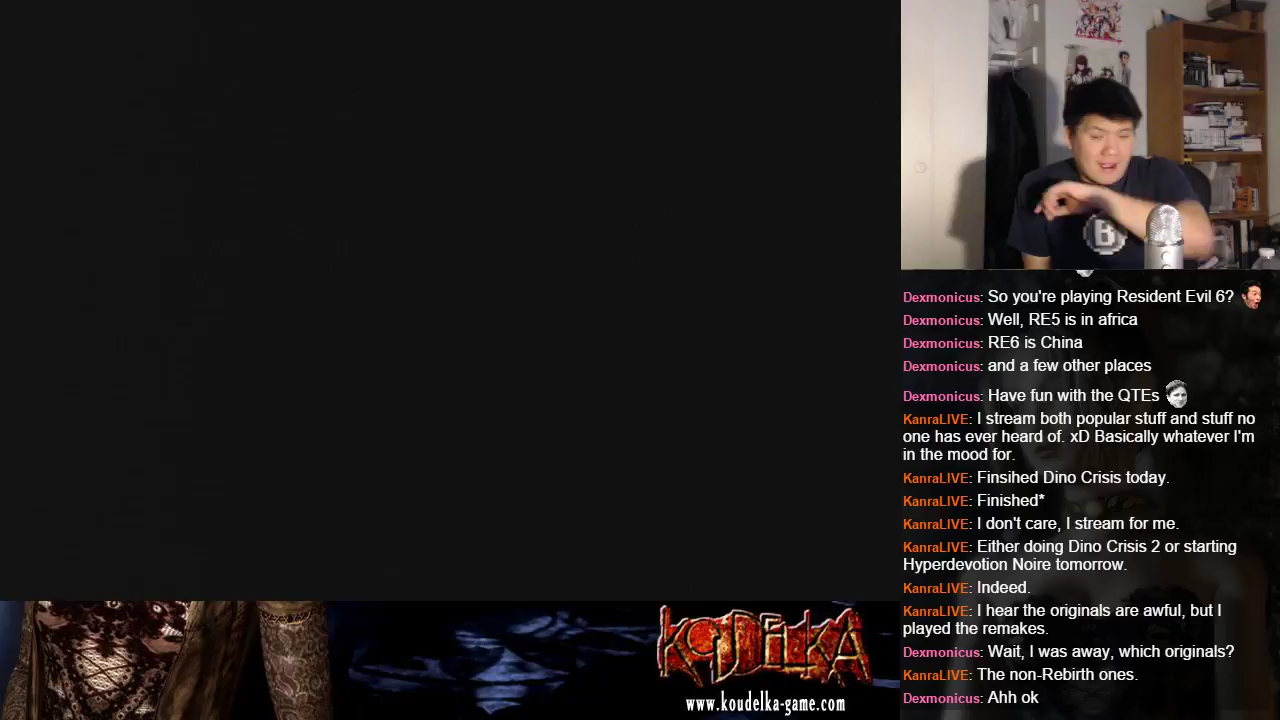 B
Dexmonicus: So you're playing Resident Evil 6?
Dexmonicus: Well, RE5 is in africa
Dexmonicus: RE6 is China
Dexmonicus: and a few other places
Dexmonicus: Have fun with the QTEs
KanraLIVE: I stream both popular stuff and stuff no
one has ever heard of. xD Basically whatever I'm
in the mood for.
KanraLIVE: Finsihed Dino Crisis today.
KanraLIVE: Finished*
KanraLIVE: I don't care, I stream for me.
KanraLIVE: Either doing Dino Crisis 2 or starting
Hyperdevotion Noire tomorrow.
KanraLIVE: Indeed.
KanraLIVE: I hear the originals are awful, but I
played the remakes.
Dexmonicus: Wait, I was away, which originals?
KanraLIVE: The non-Rebirth ones.
Dexmonicus: Ahh ok
KOUDELKA
www.koudelka-game.com